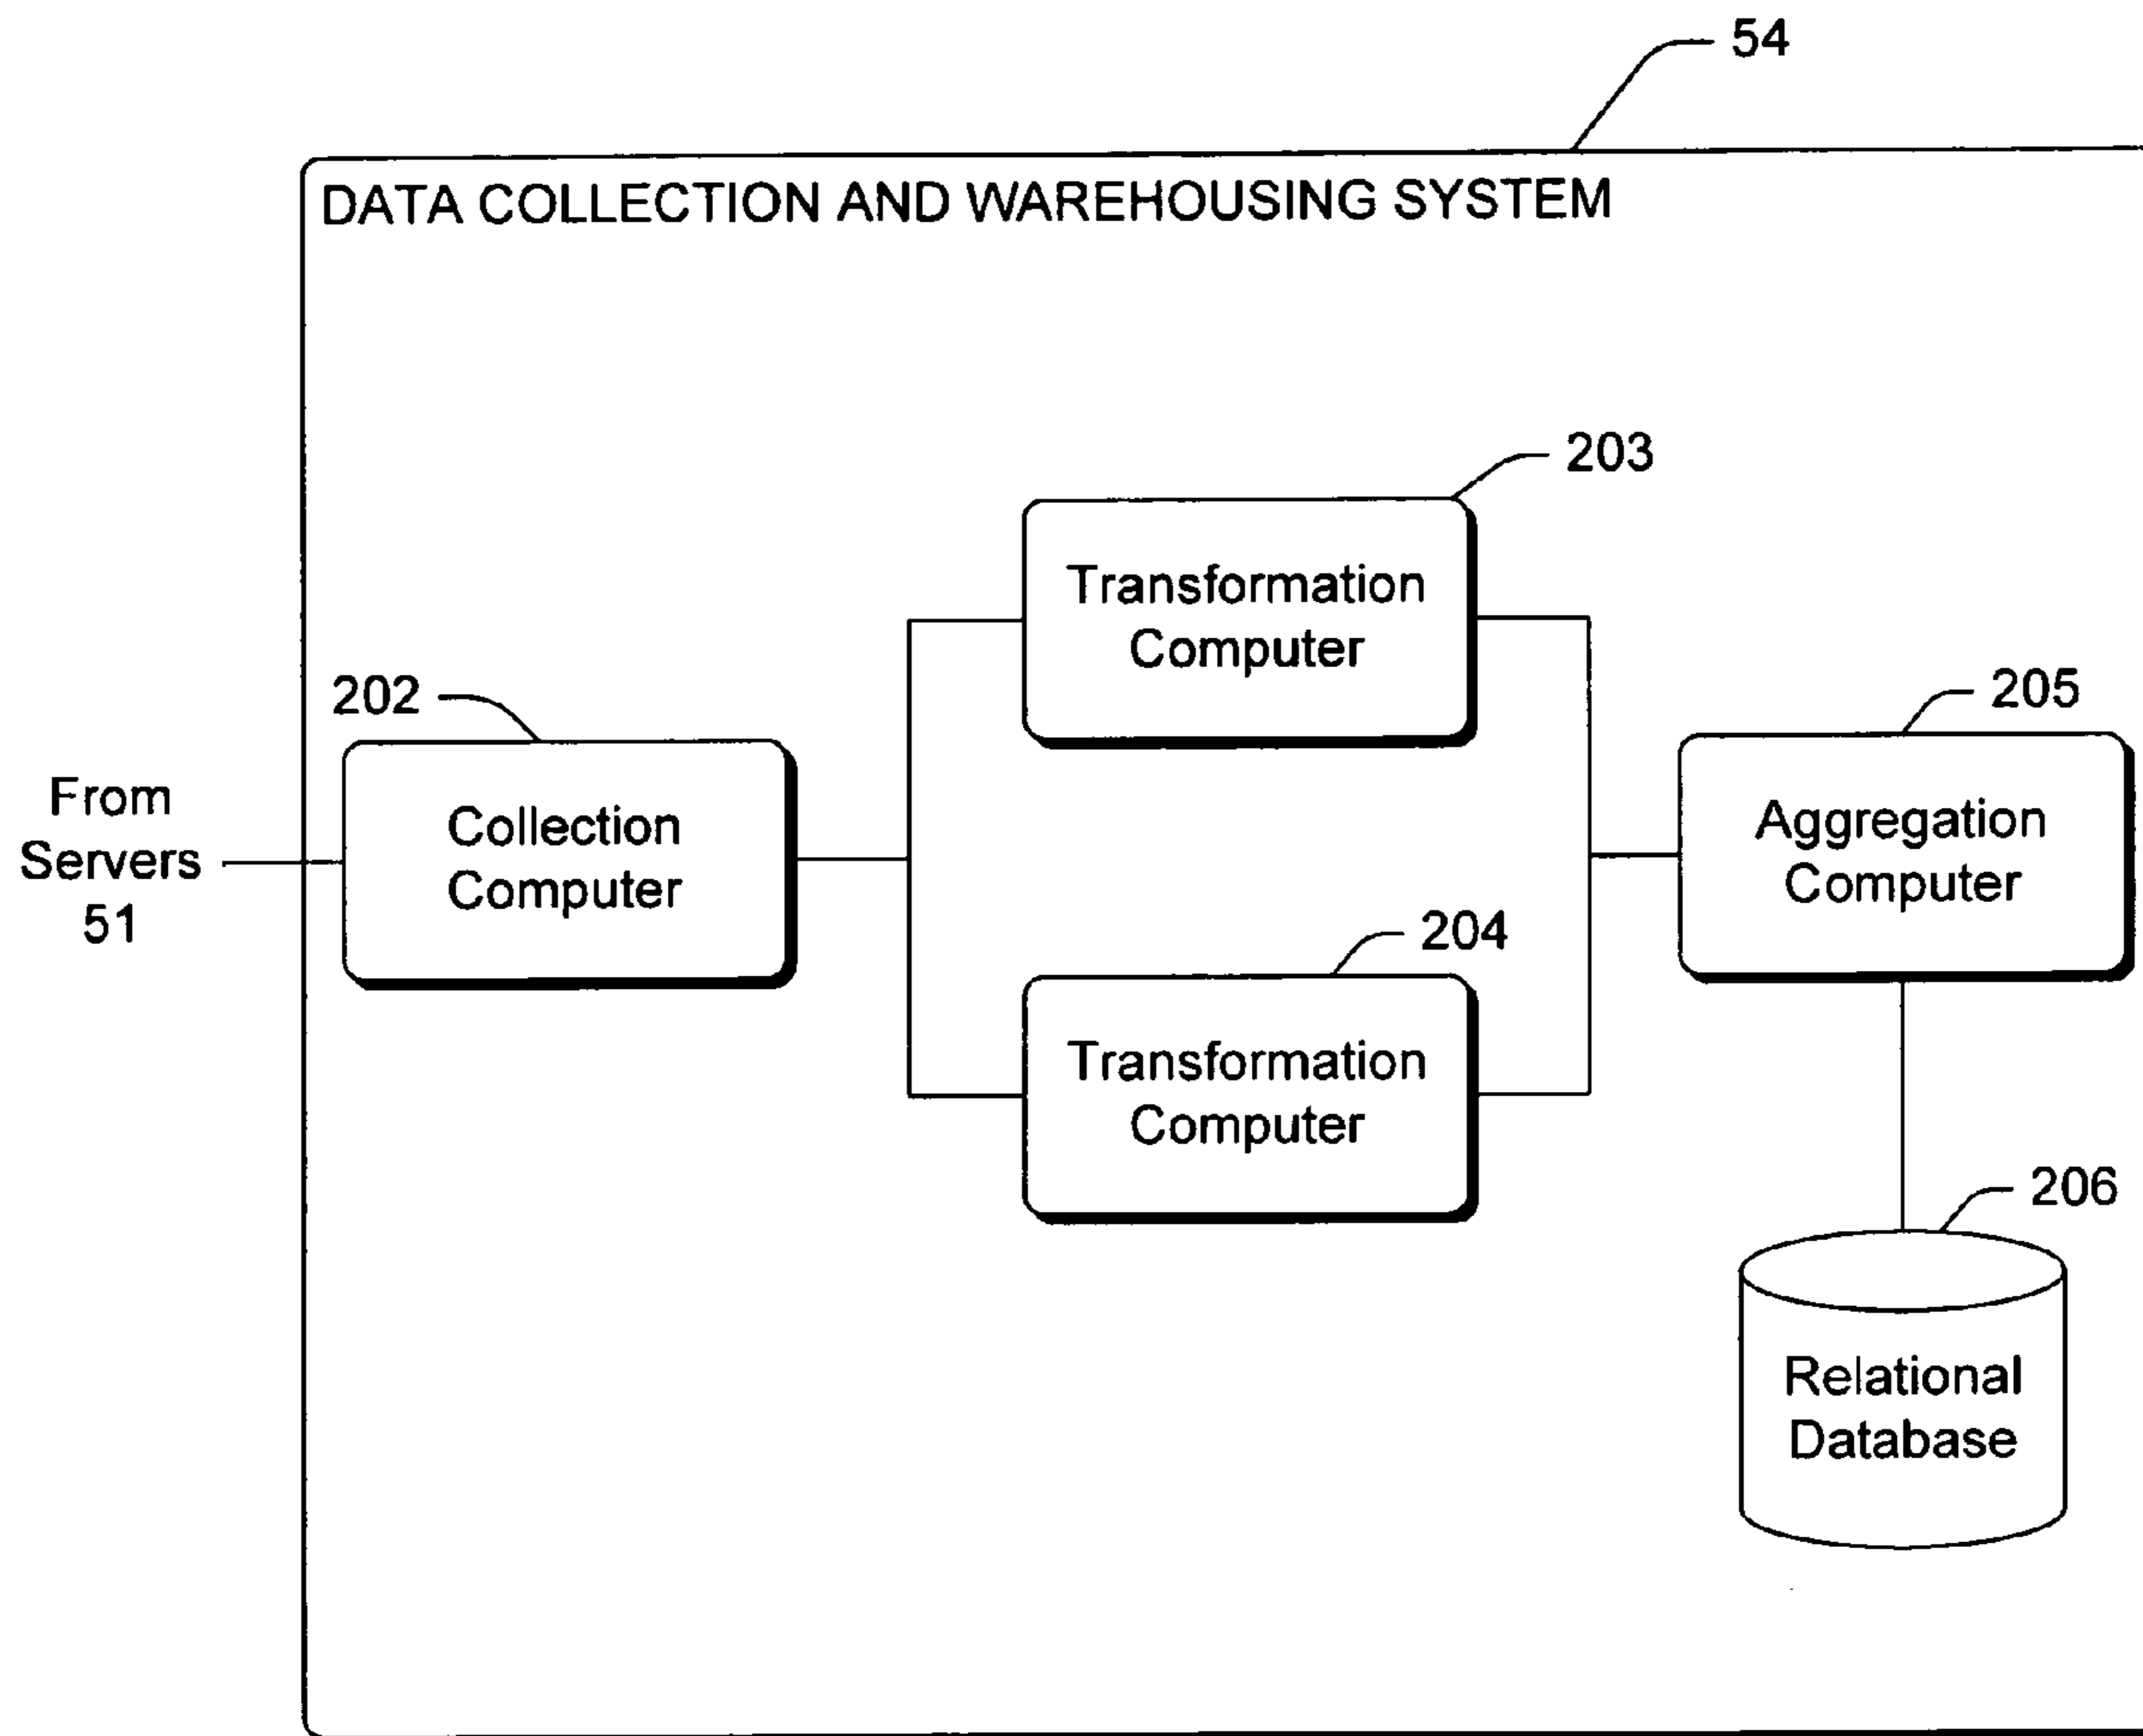 54
DATA COLLECTION AND WAREHOUSING SYSTEM
203
Transformation
Computer
202
205
From
Servers
51
Collection
Computer
Aggregation
Computer
204
Transformation
Computer
206
Relational
Database